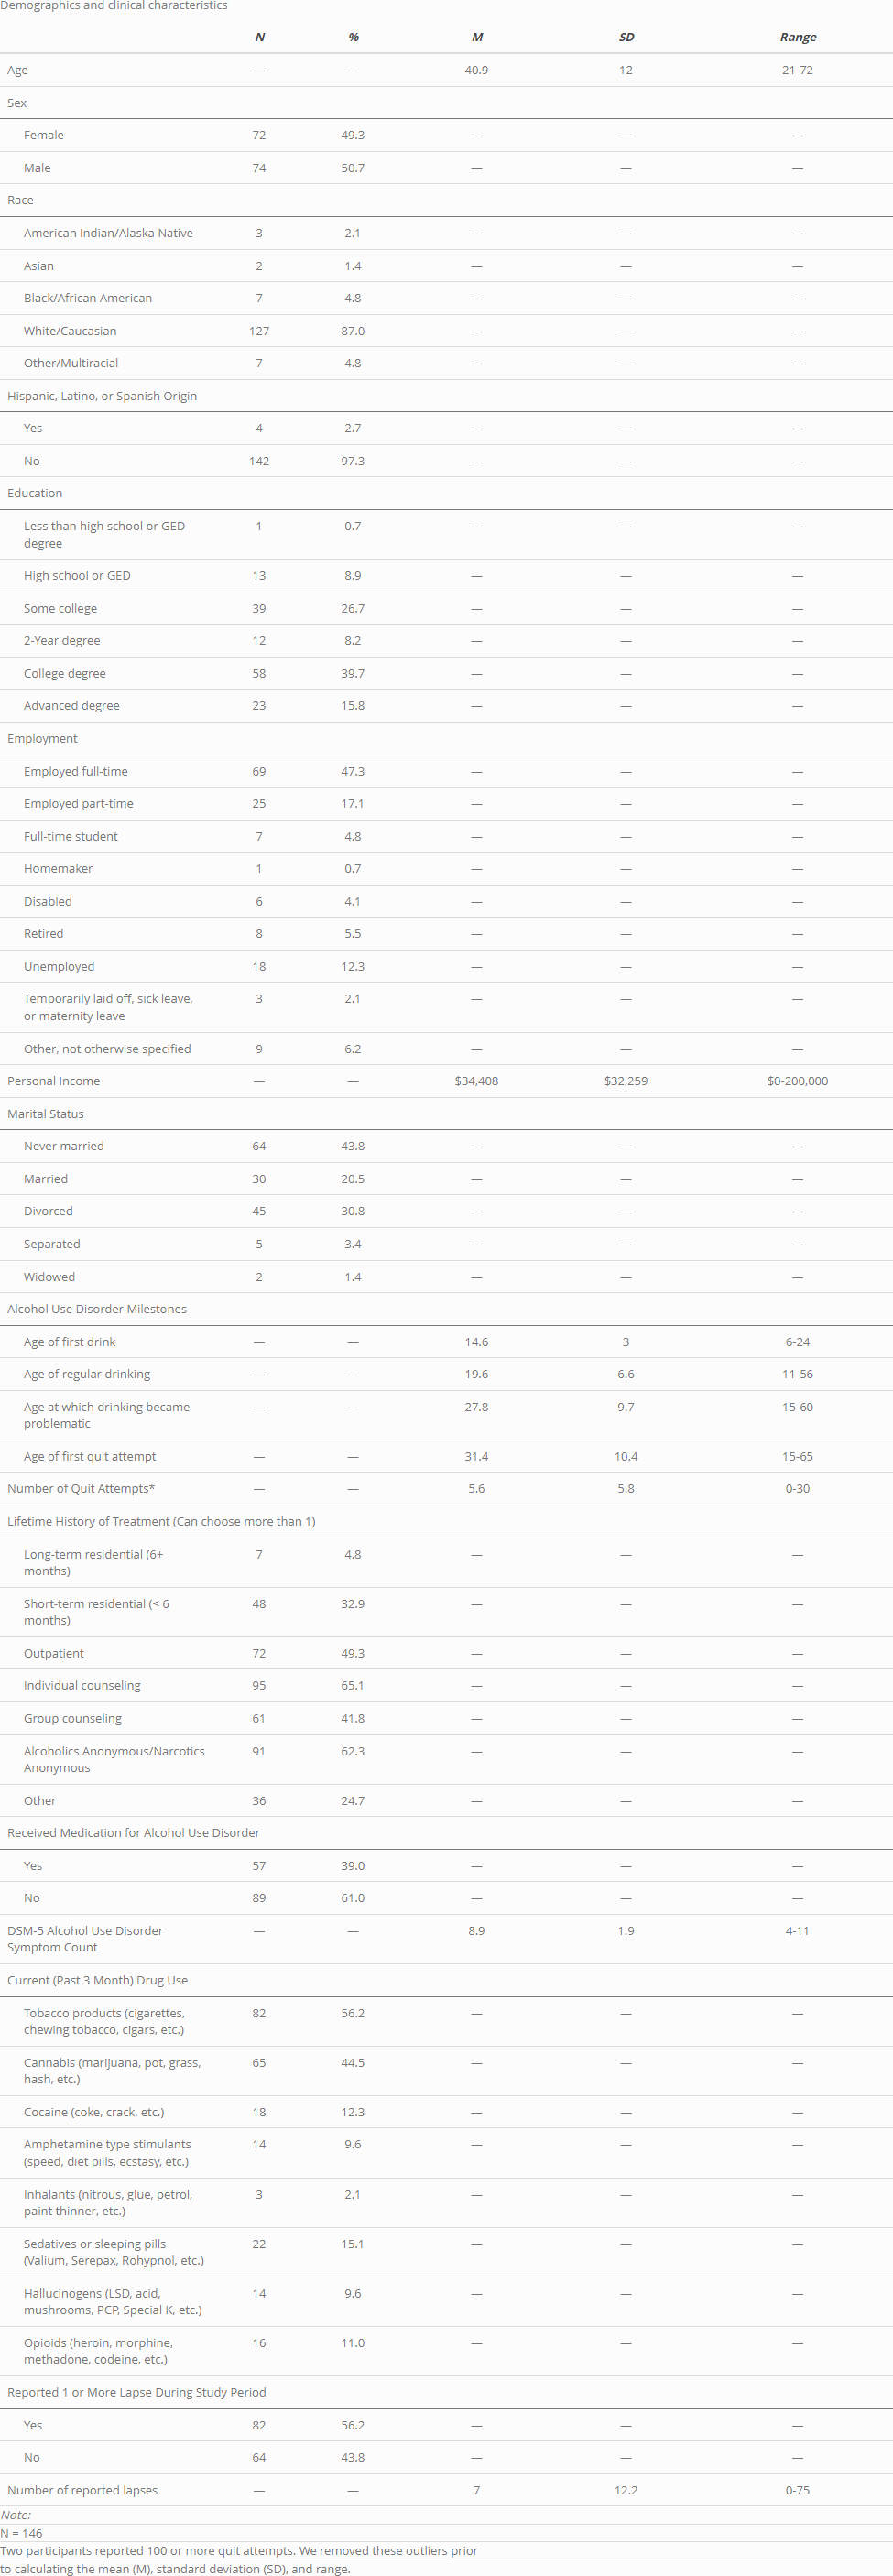 Demographics and clinical characteristics
N % M SD Range
Age — — 40.9 12 21-72
Sex
Female 72 49.3 — — —
Male 74 50.7 — — —
Race
American Indian/Alaska Native 3 2.1 — — —
Asian 2 1.4 — — —
Black/African American 7 4.8 — — —
White/Caucasian 127 87.0 — — —
Other/Multiracial 7 4.8 — — —
Hispanic, Latino, or Spanish Origin
Yes 4 2.7 — — —
No 142 97.3 — — —
Education
Less than high school or GED 1 0.7 — — —
degree
High school or GED 13 8.9 — — —
Some college 39 26.7 — — —
2-Year degree 12 8.2 — — —
College degree 58 39.7 — — —
Advanced degree 23 15.8 — — —
Employment
Employed full-time 69 47.3 — — —
Employed part-time 25 17.1 — — —
Full-time student 7 4.8 — — —
Homemaker 1 0.7 — — —
Disabled 6 4.1 — — —
Retired 8 5.5 — — —
Unemployed 18 12.3 — — —
Temporarily laid off, sick leave, 3 2.1 — — —
or maternity leave
Other, not otherwise specified 9 6.2 — — —
Personal Income — — $34,408 $32,259 $0-200,000
Marital Status
Never married 64 43.8 — — —
Married 30 20.5 — — —
Divorced 45 30.8 — — —
Separated 5 3.4 — — —
Widowed 2 1.4 — — —
Alcohol Use Disorder Milestones
Age of first drink — — 14.6 3 6-24
Age of regular drinking — — 19.6 6.6 11-56
Age at which drinking became — — 27.8 9.7 15-60
problematic
Age of first quit attempt — — 31.4 10.4 15-65
Number of Quit Attempts* — — 5.6 5.8 0-30
Lifetime History of Treatment (Can choose more than 1)
Long-term residential (6+ 7 4.8 — — —
months)
Short-term residential (< 6 48 32.9 — — —
months)
Outpatient 72 49.3 — — —
Individual counseling 95 65.1 — — —
Group counseling 61 41.8 — — —
Alcoholics Anonymous/Narcotics 91 62.3 — — —
Anonymous
Other 36 24.7 — — —
Received Medication for Alcohol Use Disorder
Yes 57 39.0 — — —
No 89 61.0 — — —
DSM-5 Alcohol Use Disorder — — 8.9 1.9 4-11
Symptom Count
Current (Past 3 Month) Drug Use
Tobacco products (cigarettes, 82 56.2 — — —
chewing tobacco, cigars, etc.)
Cannabis (marijuana, pot, grass, 65 44.5 — — —
hash, etc.)
Cocaine (coke, crack, etc.) 18 12.3 — — —
Amphetamine type stimulants 14 9.6 — — —
(speed, diet pills, ecstasy, etc.)
Inhalants (nitrous, glue, petrol, 3 2.1 — — —
paint thinner, etc.)
Sedatives or sleeping pills 22 15.1 — — —
(Valium, Serepax, Rohypnol, etc.)
Hallucinogens (LSD, acid, 14 9.6 — — —
mushrooms, PCP, Special K, etc.)
Opioids (heroin, morphine, 16 11.0 — — —
methadone, codeine, etc.)
Reported 1 or More Lapse During Study Period
Yes 82 56.2 — — —
No 64 43.8 — — —
Number of reported lapses — — 7 12.2 0-75
Note:
N = 146
Two participants reported 100 or more quit attempts. We removed these outliers prior
to calculating the mean (M), standard deviation (SD), and range.